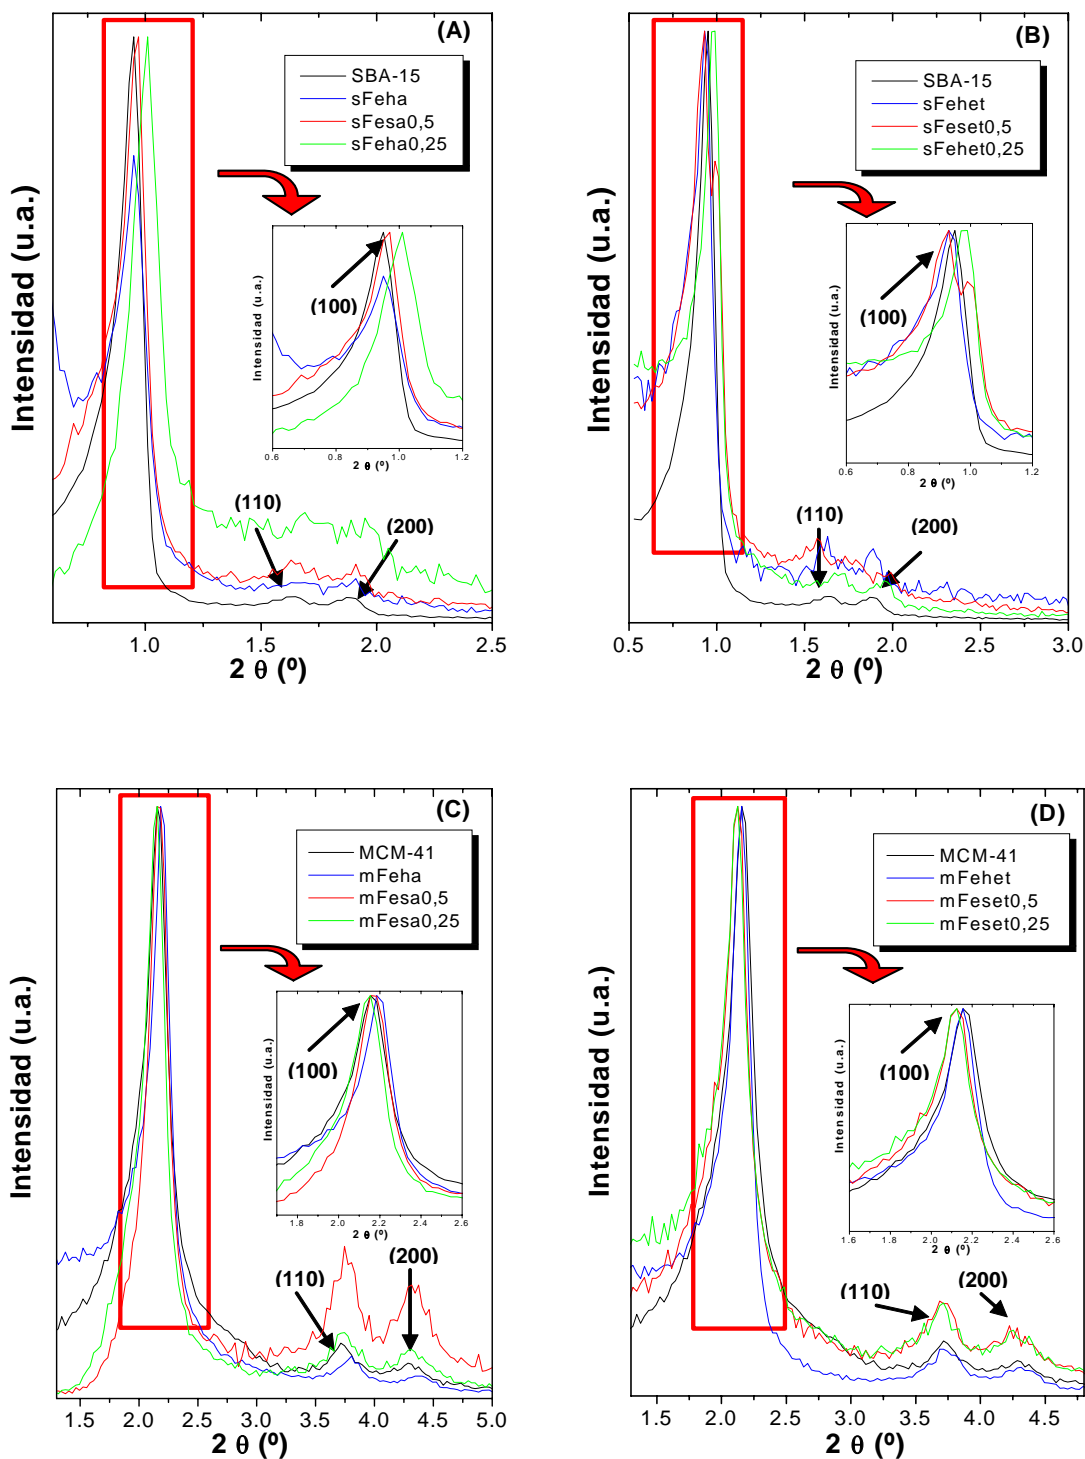 (A)
SBA-15
sFeha
sFesa0,5
sFeha0,25
Intensidad (u.a.)
Intensidad (u.a.)
(100)
0.6 0.8 1.0 1.2
2 θ (º)
(110)
(200)
1.0 1.5 2.0 2.5
2 θ (º)
(B)
SBA-15
sFehet
sFeset0,5
sFehet0,25
Intensidad (u.a.)
Intensidad (u.a.)
(100)
0.6 0.8 1.0 1.2
2 θ (º)
(110)
(200)
0.5 1.0 1.5 2.0 2.5 3.0
2 θ (º)
(C)
MCM-41
mFeha
mFesa0,5
mFesa0,25
Intensidad (u.a.)
Intensidad (u.a.)
(100)
1.8 2.0 2.2 2.4 2.6
2 θ (º)
(110)
(200)
1.5 2.0 2.5 3.0 3.5 4.0 4.5 5.0
2 θ (º)
(D)
MCM-41
mFehet
mFeset0,5
mFeset0,25
Intensidad (u.a.)
Intensidad (u.a.)
(100)
1.6 1.8 2.0 2.2 2.4 2.6
2 θ (º)
(110)
(200)
1.5 2.0 2.5 3.0 3.5 4.0 4.5
2 θ (º)